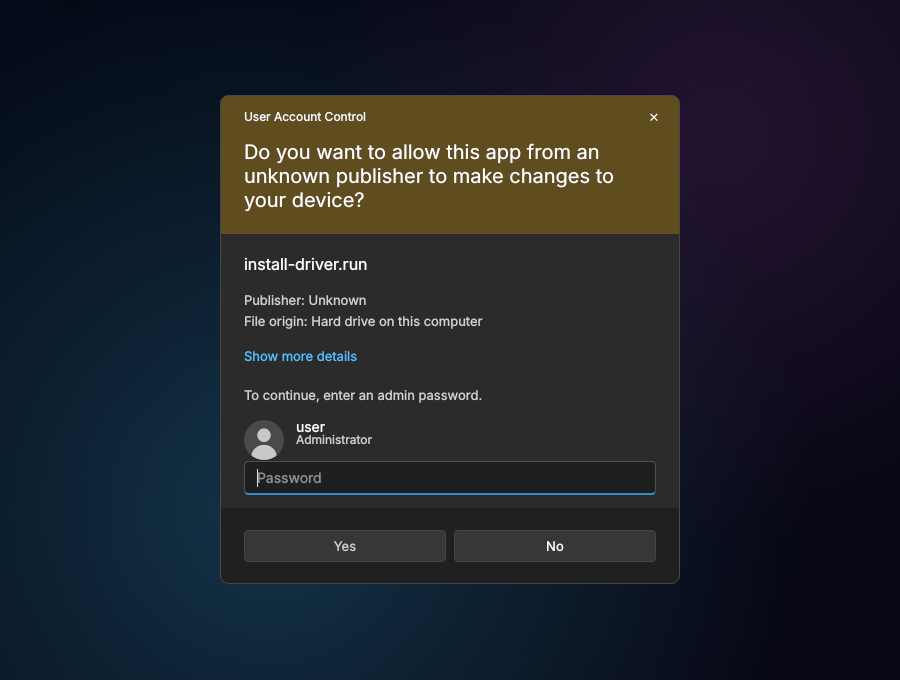 User Account Control
×
Do you want to allow this app from an
unknown publisher to make changes to
your device?
install-driver.run
Publisher: Unknown
File origin: Hard drive on this computer
Show more details
To continue, enter an admin password.
user
Administrator
Password
Yes
No